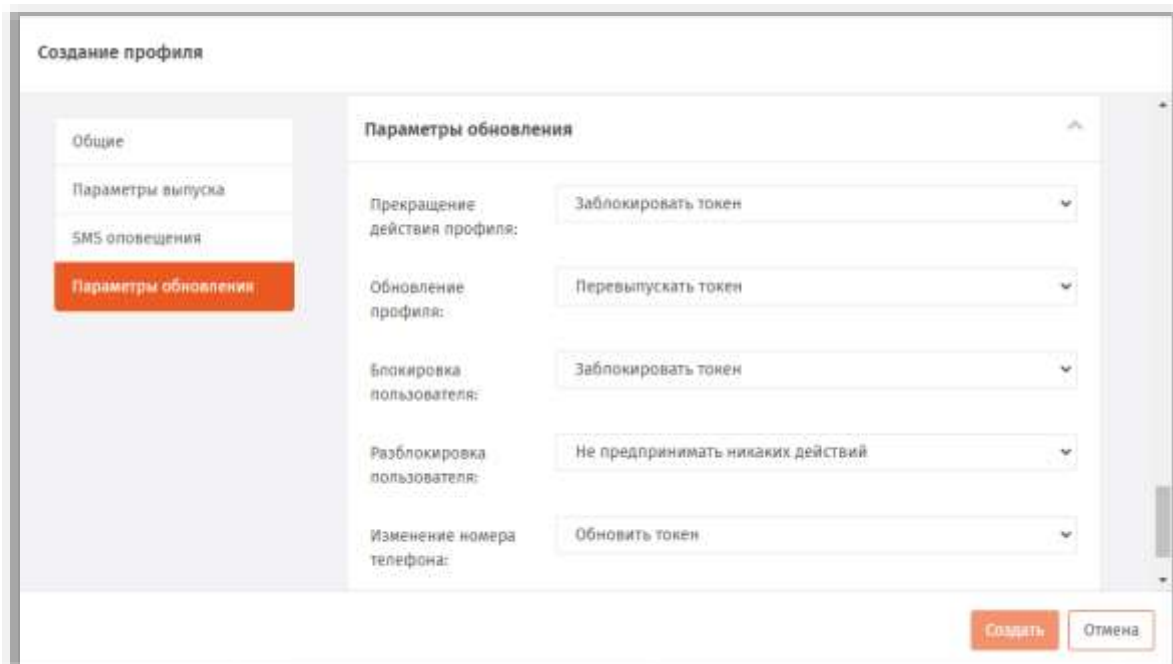 Создание профиля
Общие
Параметры выпуска
SMS оповещения
Параметры обновления
Параметры обновления
Прекращение
действия профиля:
Заблокировать токен
Обновление
профиля:
Перевыпускать токен
Блокировка
пользователя:
Заблокировать токен
Разблокировка
пользователя:
Не предпринимать никаких действий
Изменение номера
телефона:
Обновить токен
Создать
Отмена